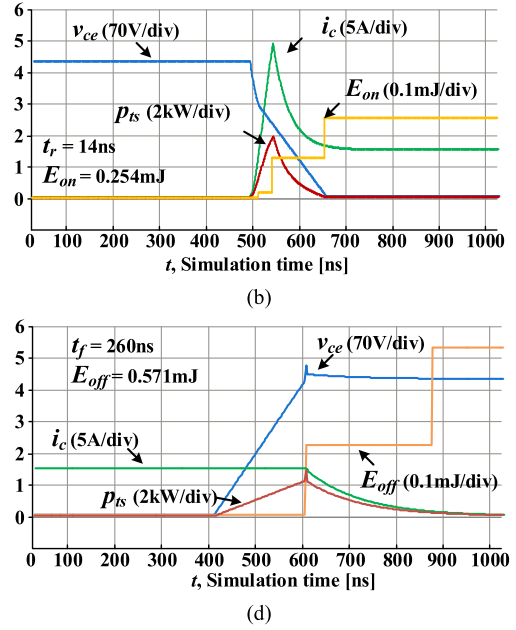 6
5
4
3
2
1
0
v_ce (70V/div)
i_c (5A/div)
E_on (0.1mJ/div)
p_ts (2kW/div)
t_r = 14ns
E_on = 0.254mJ
0 100 200 300 400 500 600 700 800 900 1000
t, Simulation time [ns]
(b)
6
5
4
3
2
1
0
t_f = 260ns
E_off = 0.571mJ
v_ce (70V/div)
i_c (5A/div)
p_ts (2kW/div)
E_off (0.1mJ/div)
0 100 200 300 400 500 600 700 800 900 1000
t, Simulation time [ns]
(d)